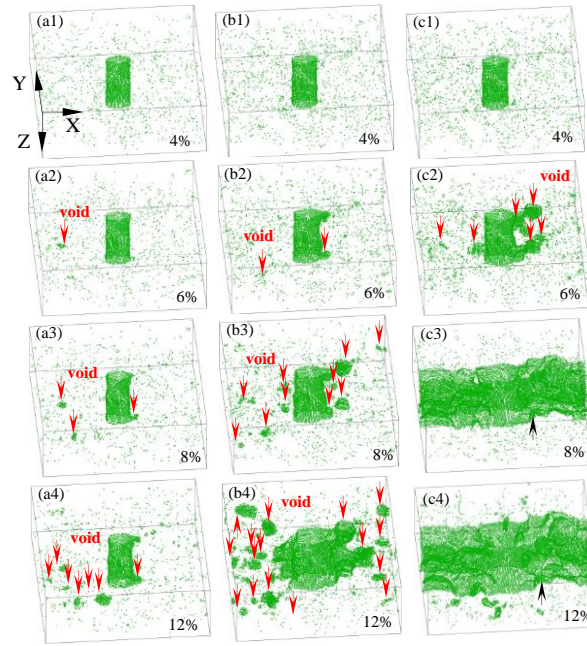 (a1) (b1) (c1)
Y
X
Z
4% 4% 4%
(a2) (b2) (c2)
void void void
6% 6% 6%
(a3) (b3) (c3)
void void
8% 8% 8%
(a4) (b4) (c4)
void void
12% 12% 12%